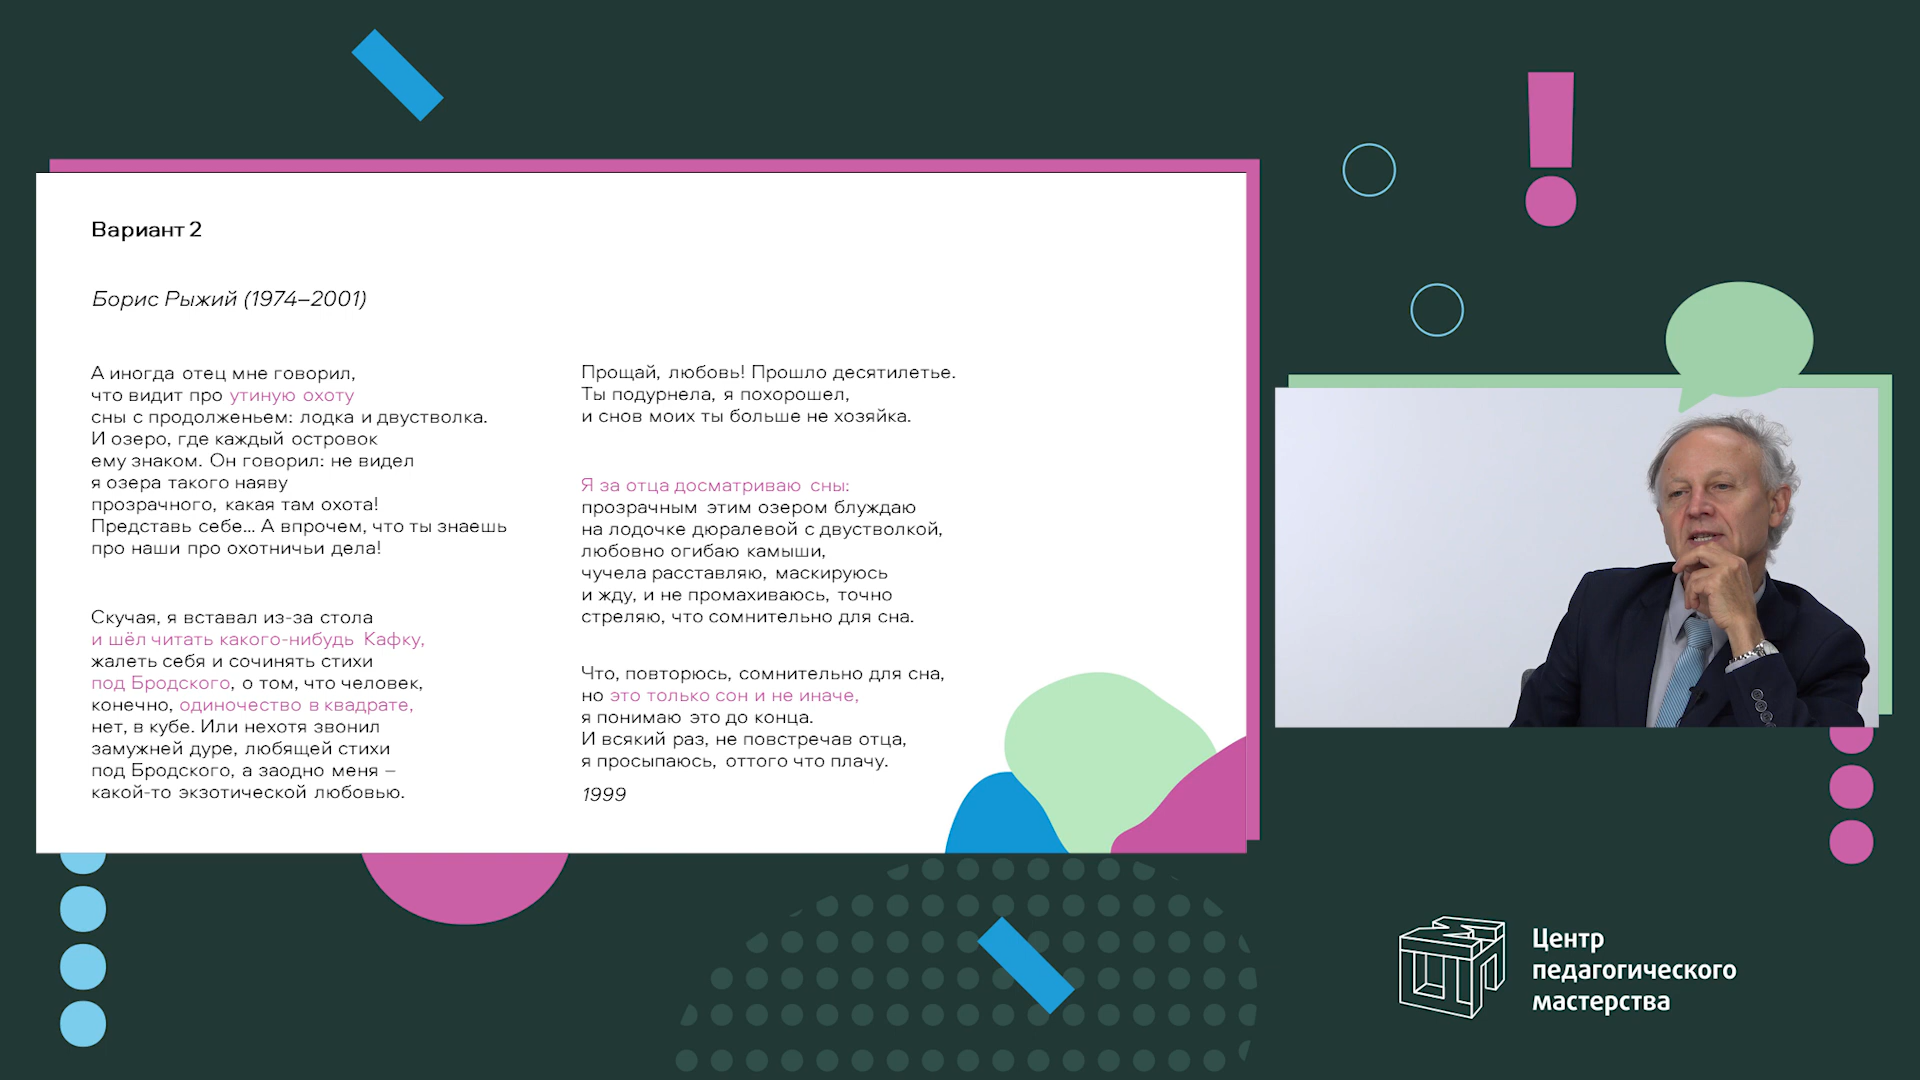 Вариант 2
Борис Рыжий (1974–2001)
А иногда отец мне говорил,
что видит про утиную охоту
сны с продолженьем: лодка и двустволка.
И озеро, где каждый островок
ему знаком. Он говорил: не видел
я озера такого наяву
прозрачного, какая там охота!
Представь себе... А впрочем, что ты знаешь
про наши про охотничьи дела!
Скучая, я вставал из-за стола
и шёл читать какого-нибудь Кафку,
жалеть себя и сочинять стихи
под Бродского, о том, что человек,
конечно, одиночество в квадрате,
нет, в кубе. Или нехотя звонил
замужней дуре, любящей стихи
под Бродского, а заодно меня –
какой-то экзотической любовью.
Прощай, любовь! Прошло десятилетье.
Ты подурнела, я похорошел,
и снов моих ты больше не хозяйка.
Я за отца досматриваю сны:
прозрачным этим озером блуждаю
на лодочке дюралевой с двустволкой,
любовно огибаю камыши,
чучела расставляю, маскируюсь
и жду, и не промахиваюсь, точно
стреляю, что сомнительно для сна.
Что, повторюсь, сомнительно для сна,
но это только сон и не иначе,
я понимаю это до конца.
И всякий раз, не повстречав отца,
я просыпаюсь, оттого что плачу.
1999
Центр
педагогического
мастерства